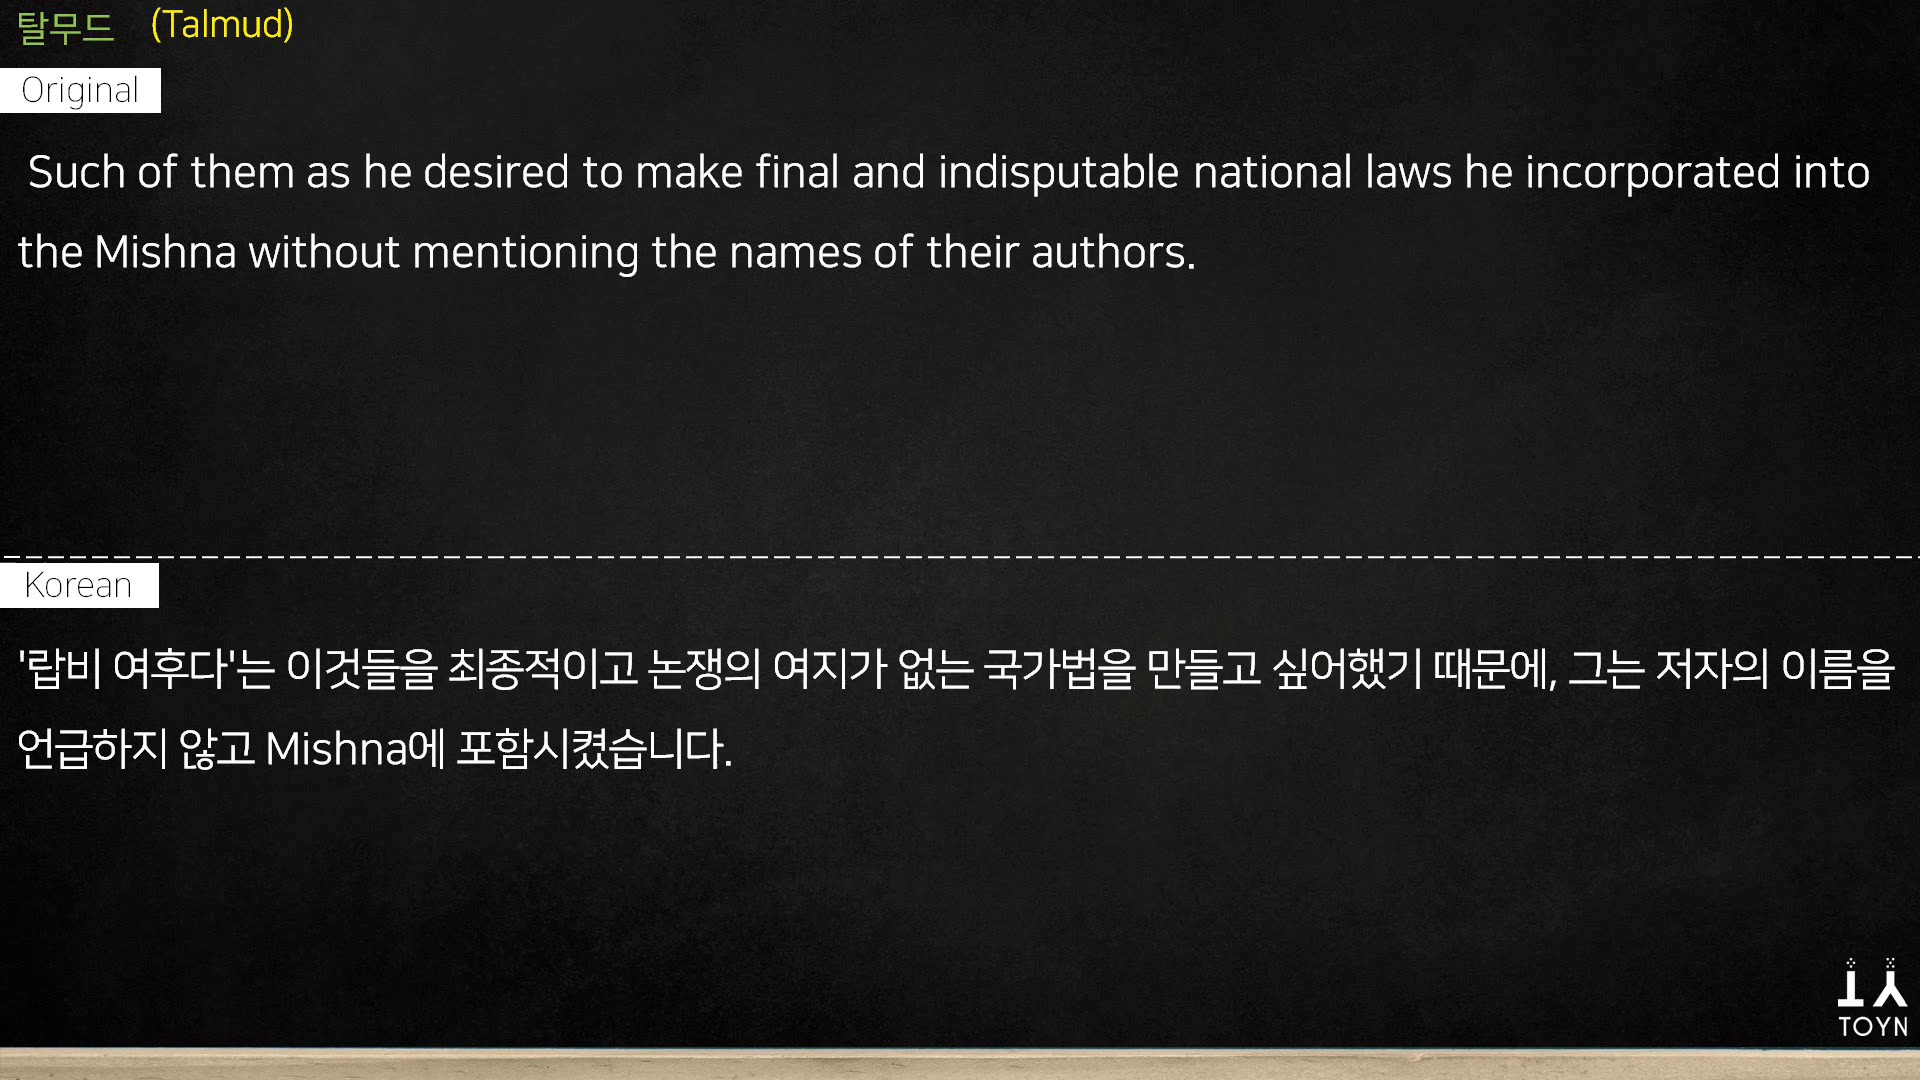 탈무드 (Talmud)
Original
Such of them as he desired to make final and indisputable national laws he incorporated into
the Mishna without mentioning the names of their authors.
Korean
'랍비 여후다'는 이것들을 최종적이고 논쟁의 여지가 없는 국가법을 만들고 싶어했기 때문에, 그는 저자의 이름을
언급하지 않고 Mishna에 포함시켰습니다.
TOYN